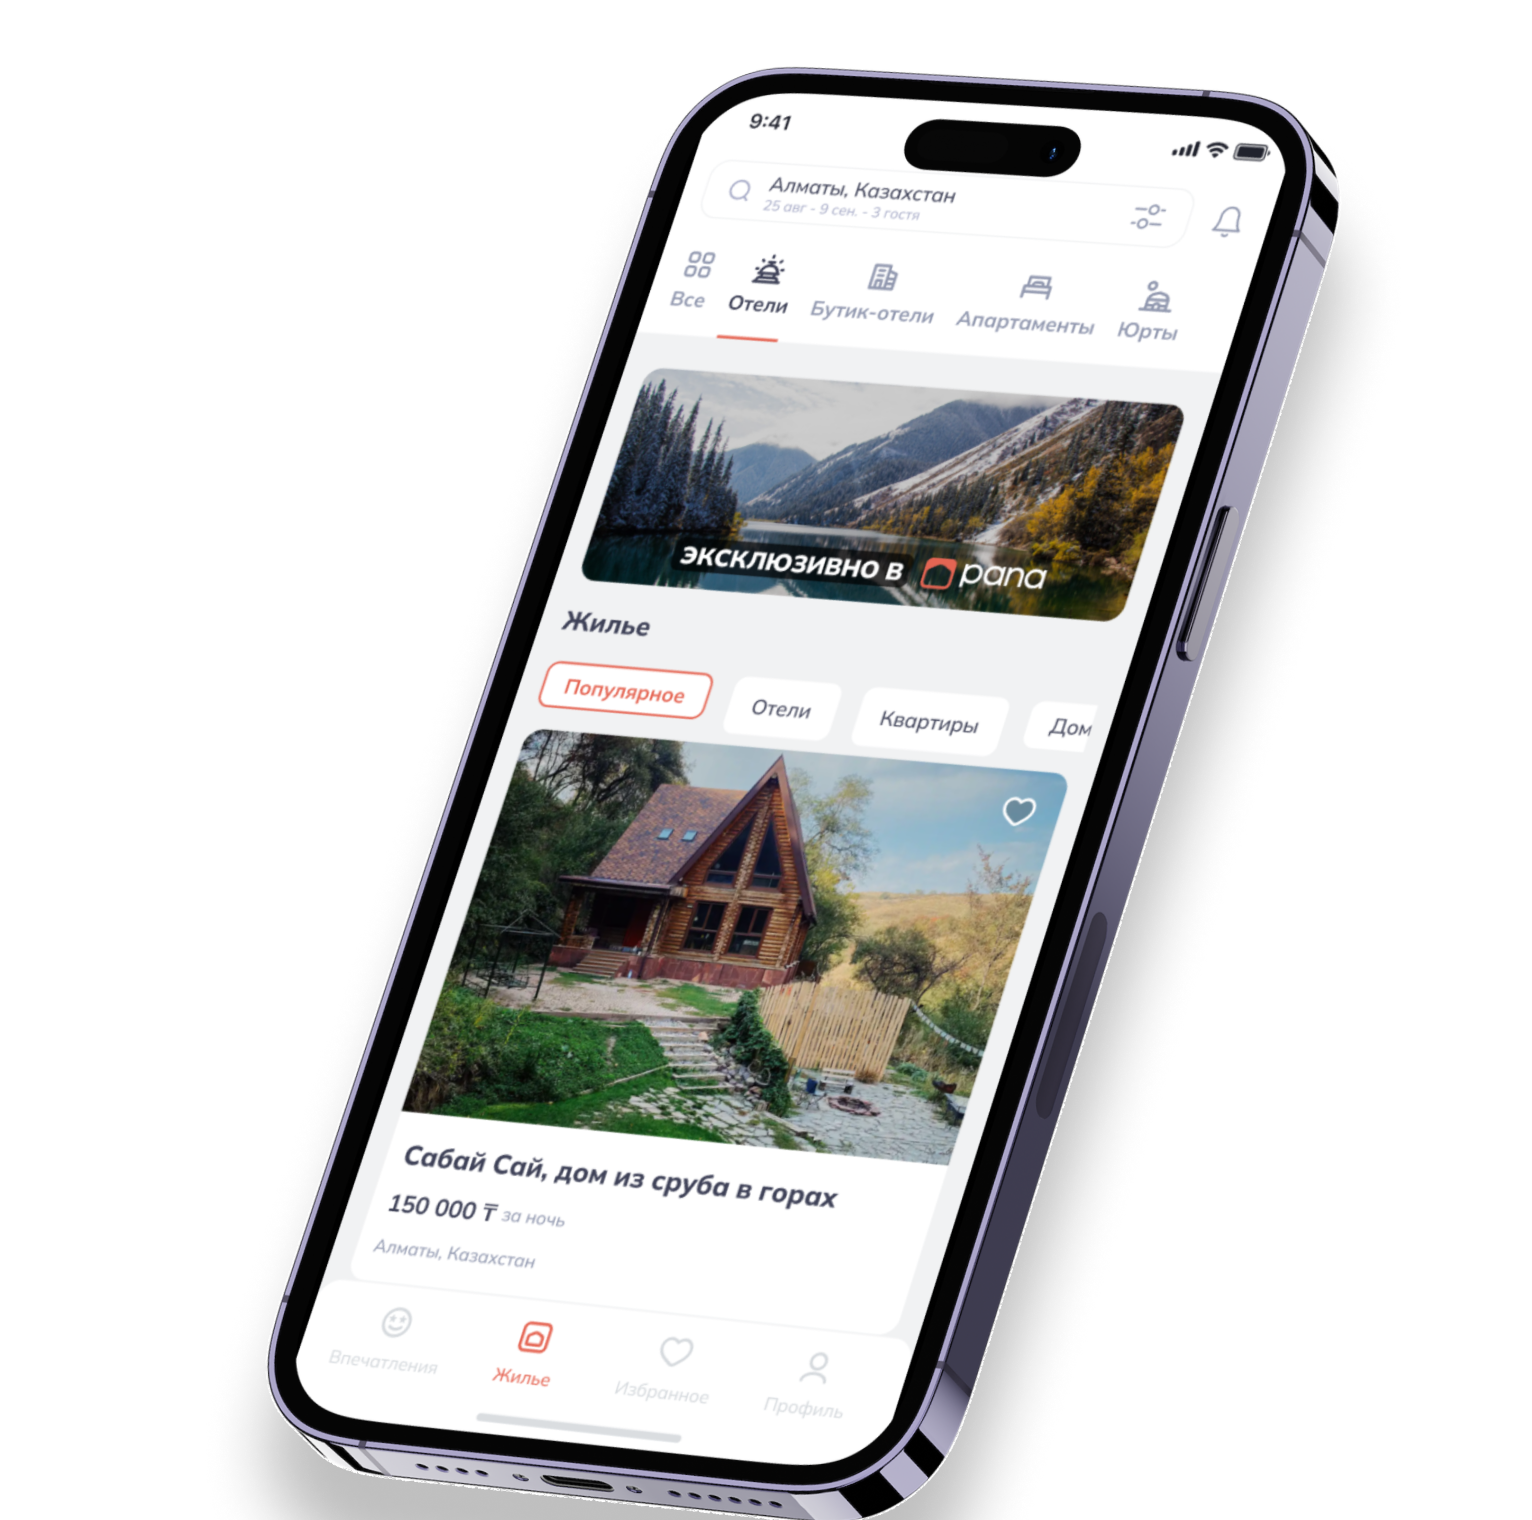 9:41
Алматы, Казахстан
25 авг - 9 сен. - 3 гостя
Все
Отели
Бутик-отели
Апартаменты
Юрты
ЭКСКЛЮЗИВНО В pana
Жилье
Популярное
Отели
Квартиры
Дом
Сабай Сай, дом из сруба в горах
150 000 ₸ за ночь
Алматы, Казахстан
Впечатления
Жилье
Избранное
Профиль